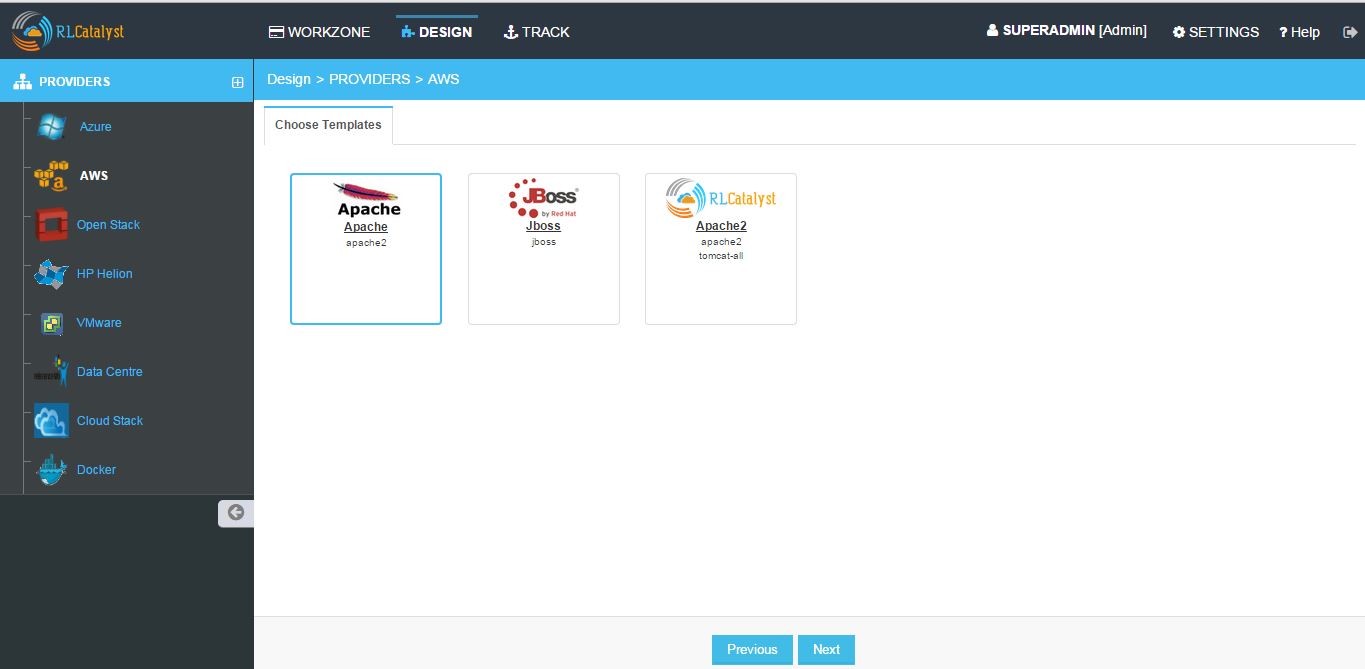 RLCatalyst
WORKZONE
DESIGN
TRACK
SUPERADMIN [Admin]
SETTINGS
? Help
PROVIDERS
Design > PROVIDERS > AWS
Azure
AWS
Open Stack
HP Helion
VMware
Data Centre
Cloud Stack
Docker
Choose Templates
Apache
Apache
apache2
JBoss
by Red Hat
Jboss
jboss
RLCatalyst
Apache2
apache2
tomcat-all
Previous
Next